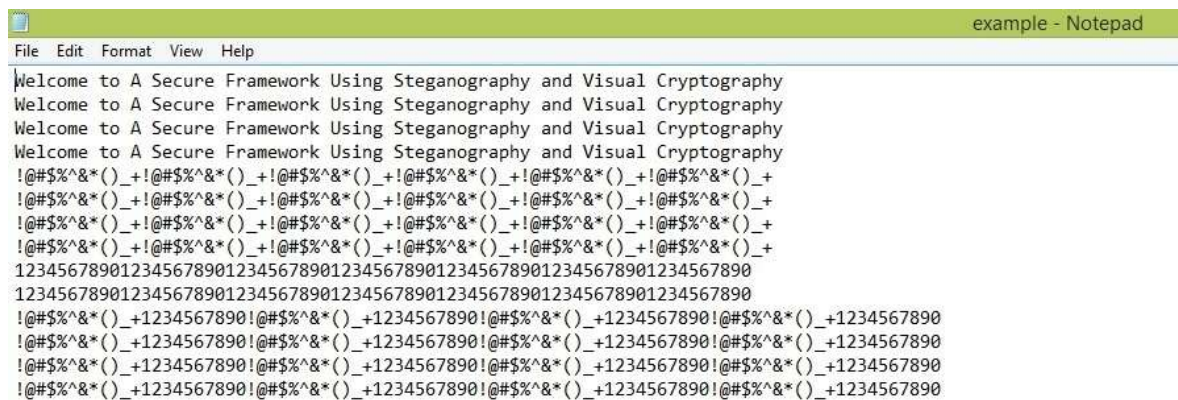 example - Notepad
File Edit Format View Help
Welcome to A Secure Framework Using Steganography and Visual Cryptography
Welcome to A Secure Framework Using Steganography and Visual Cryptography
Welcome to A Secure Framework Using Steganography and Visual Cryptography
Welcome to A Secure Framework Using Steganography and Visual Cryptography
!@#$%^&*()_+!@#$%^&*()_+!@#$%^&*()_+!@#$%^&*()_+!@#$%^&*()_+!@#$%^&*()_+
!@#$%^&*()_+!@#$%^&*()_+!@#$%^&*()_+!@#$%^&*()_+!@#$%^&*()_+!@#$%^&*()_+
!@#$%^&*()_+!@#$%^&*()_+!@#$%^&*()_+!@#$%^&*()_+!@#$%^&*()_+!@#$%^&*()_+
!@#$%^&*()_+!@#$%^&*()_+!@#$%^&*()_+!@#$%^&*()_+!@#$%^&*()_+!@#$%^&*()_+
1234567890123456789012345678901234567890123456789012345678901234567890
1234567890123456789012345678901234567890123456789012345678901234567890
!@#$%^&*()_+1234567890!@#$%^&*()_+1234567890!@#$%^&*()_+1234567890!@#$%^&*()_+1234567890
!@#$%^&*()_+1234567890!@#$%^&*()_+1234567890!@#$%^&*()_+1234567890!@#$%^&*()_+1234567890
!@#$%^&*()_+1234567890!@#$%^&*()_+1234567890!@#$%^&*()_+1234567890!@#$%^&*()_+1234567890
!@#$%^&*()_+1234567890!@#$%^&*()_+1234567890!@#$%^&*()_+1234567890!@#$%^&*()_+1234567890